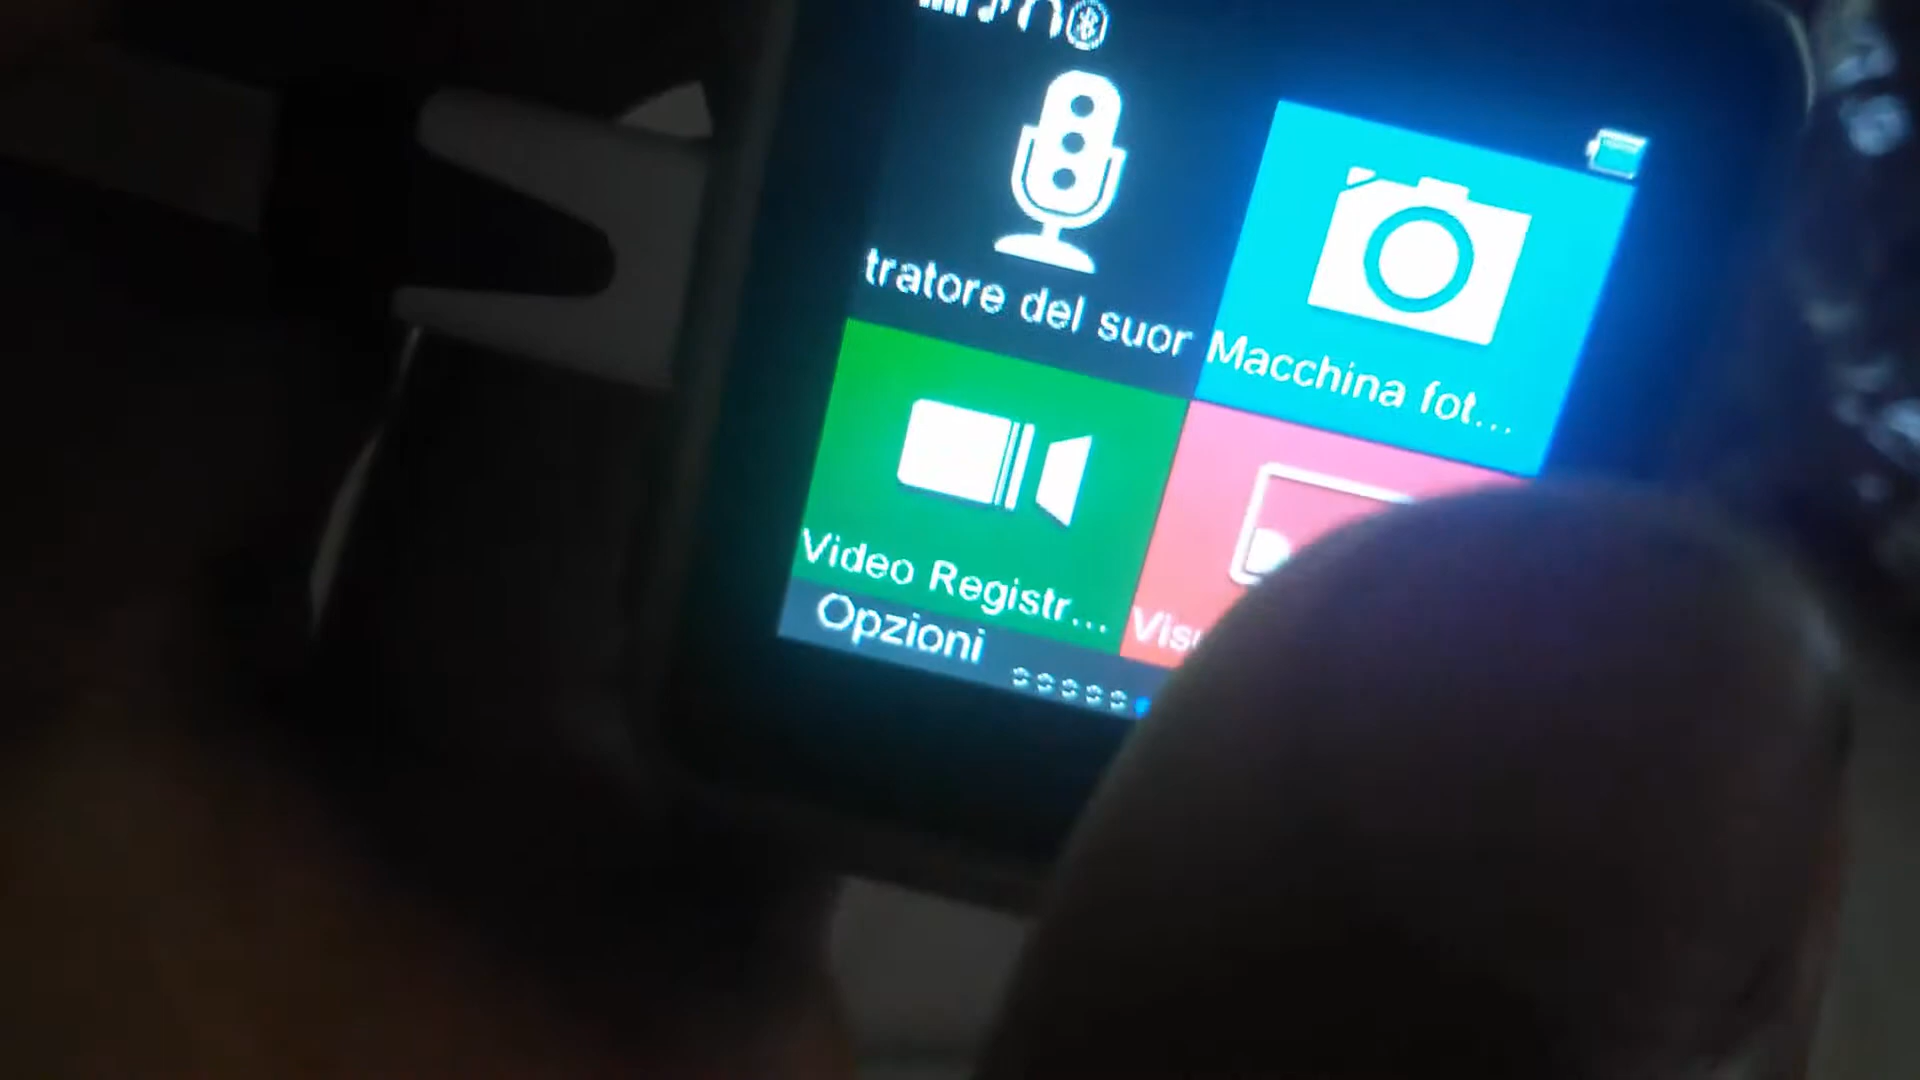 tratore del suor
Macchina fot...
Video Registr...
Opzioni